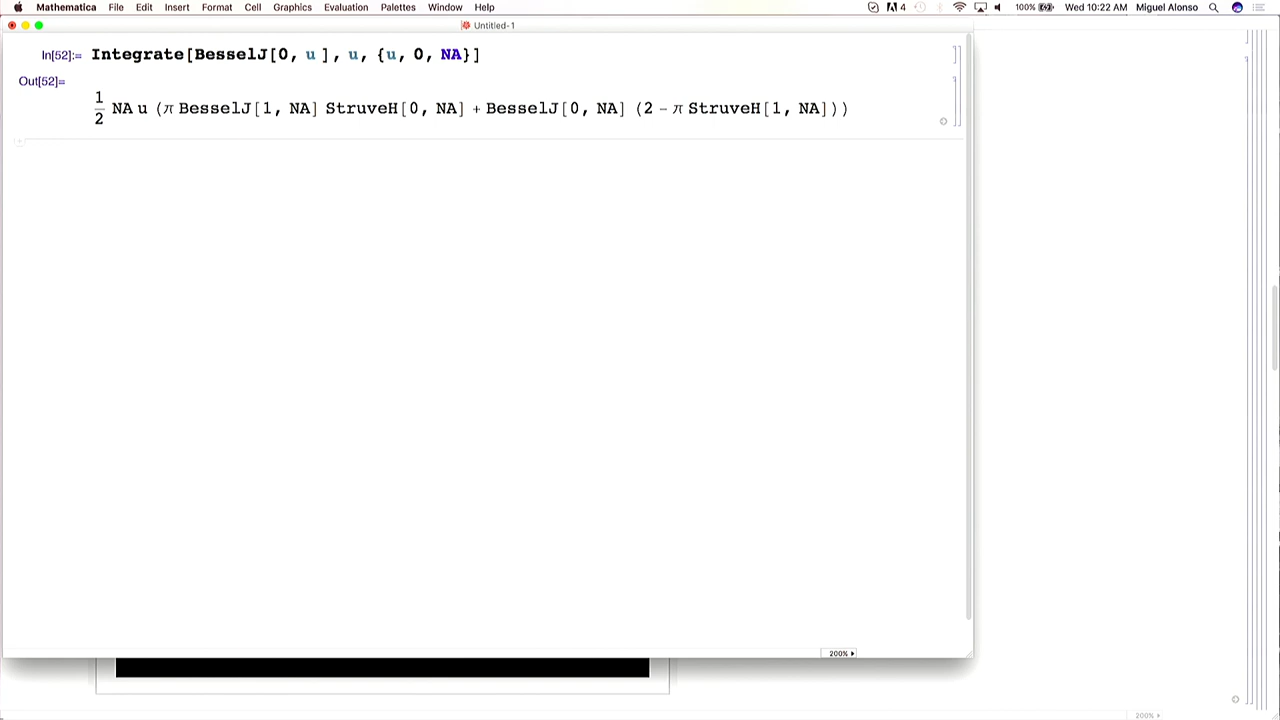 Mathematica File Edit Insert Format Cell Graphics Evaluation Palettes Window Help 4 100% Wed 10:22 AM Miguel Alonso
Untitled-1
In[52]:= Integrate[BesselJ[0, u ], u, {u, 0, NA}]
Out[52]=
1/2 NA u (π BesselJ[1, NA] StruveH[0, NA] + BesselJ[0, NA] (2 - π StruveH[1, NA]))
200%
200%